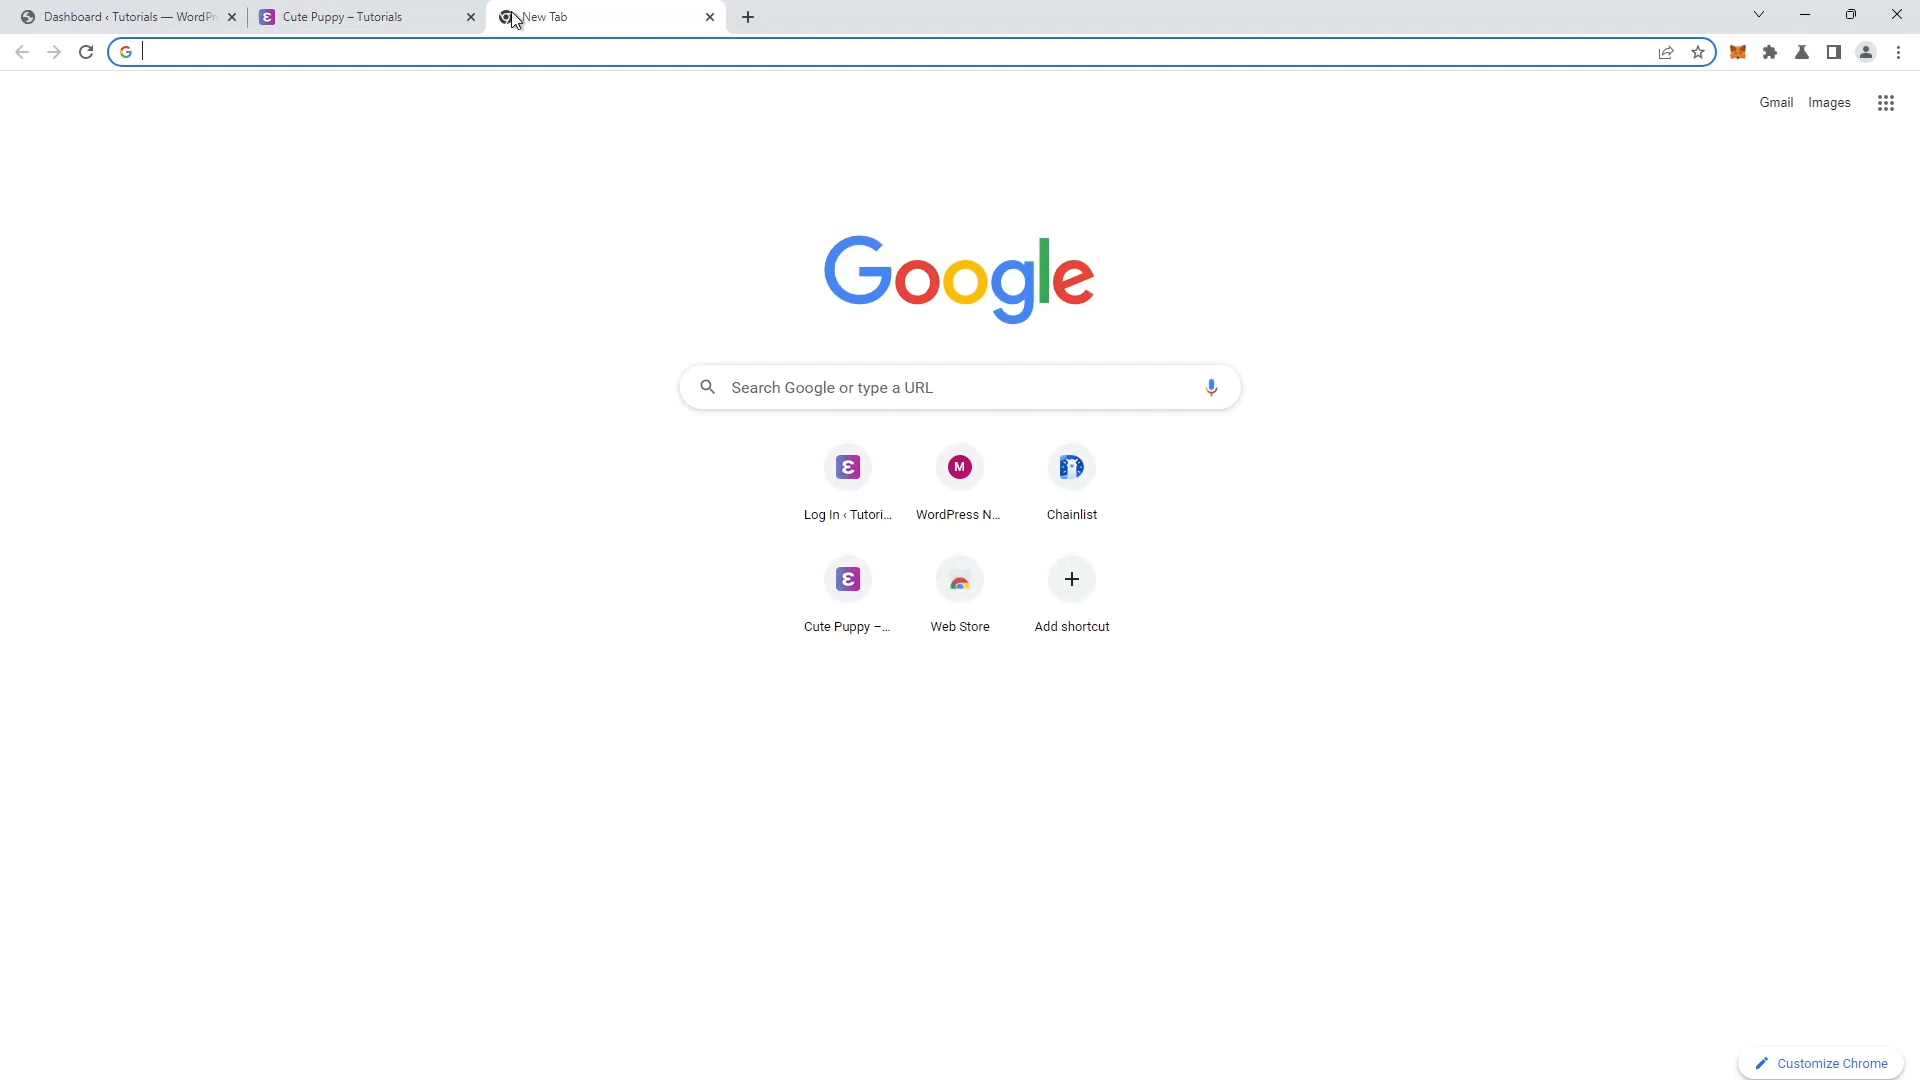 Dashboard ‹ Tutorials — WordPr
Cute Puppy – Tutorials
New Tab
Gmail
Images
Google
Search Google or type a URL
Log In ‹ Tutori...
WordPress N...
Chainlist
Cute Puppy –...
Web Store
Add shortcut
Customize Chrome